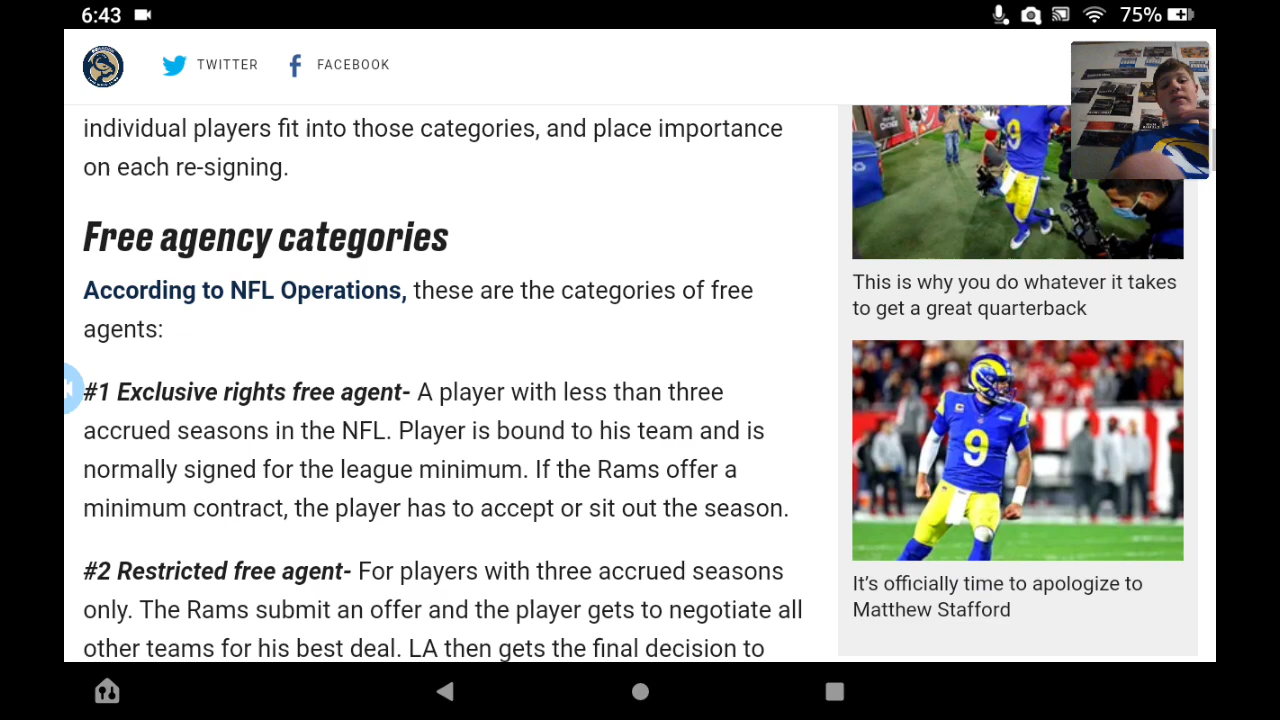 6:43
75%
TWITTER
FACEBOOK
individual players fit into those categories, and place importance
on each re-signing.
Free agency categories
According to NFL Operations, these are the categories of free
agents:
#1 Exclusive rights free agent- A player with less than three
accrued seasons in the NFL. Player is bound to his team and is
normally signed for the league minimum. If the Rams offer a
minimum contract, the player has to accept or sit out the season.
#2 Restricted free agent- For players with three accrued seasons
only. The Rams submit an offer and the player gets to negotiate all
other teams for his best deal. LA then gets the final decision to
9
This is why you do whatever it takes
to get a great quarterback
9
It's officially time to apologize to
Matthew Stafford